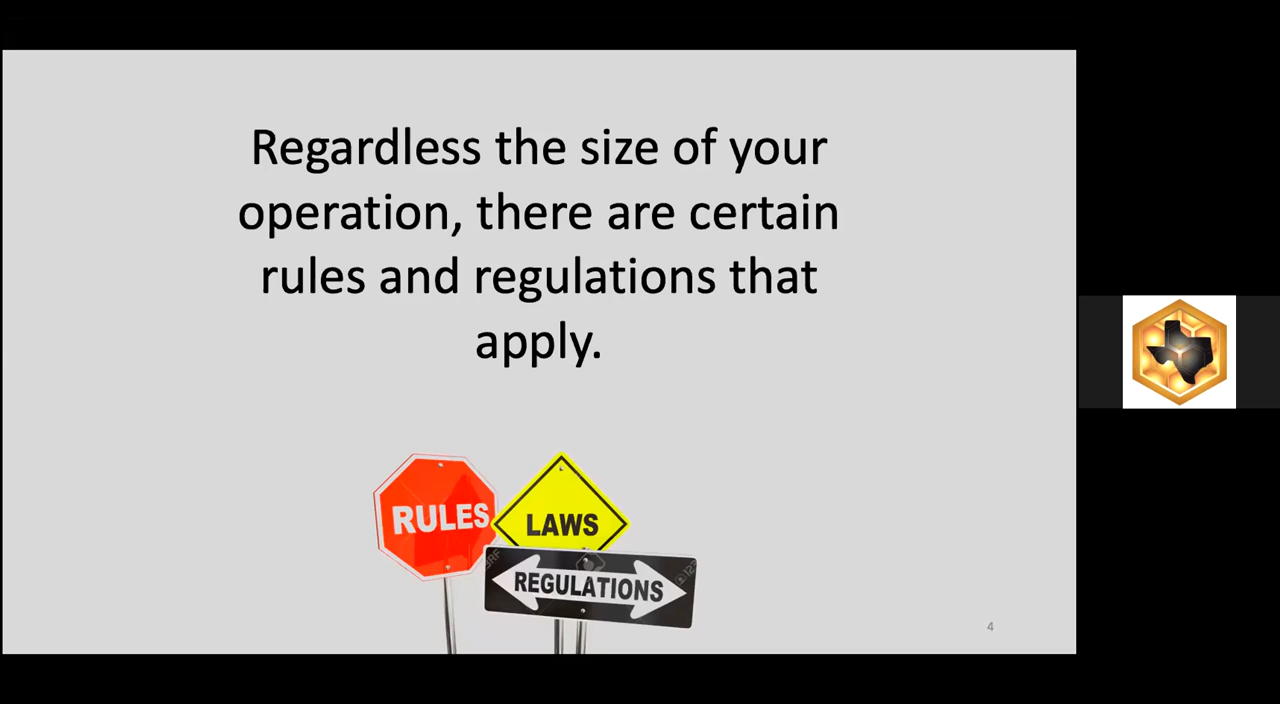 Regardless the size of your
operation, there are certain
rules and regulations that
apply.
RULES
LAWS
REGULATIONS
4